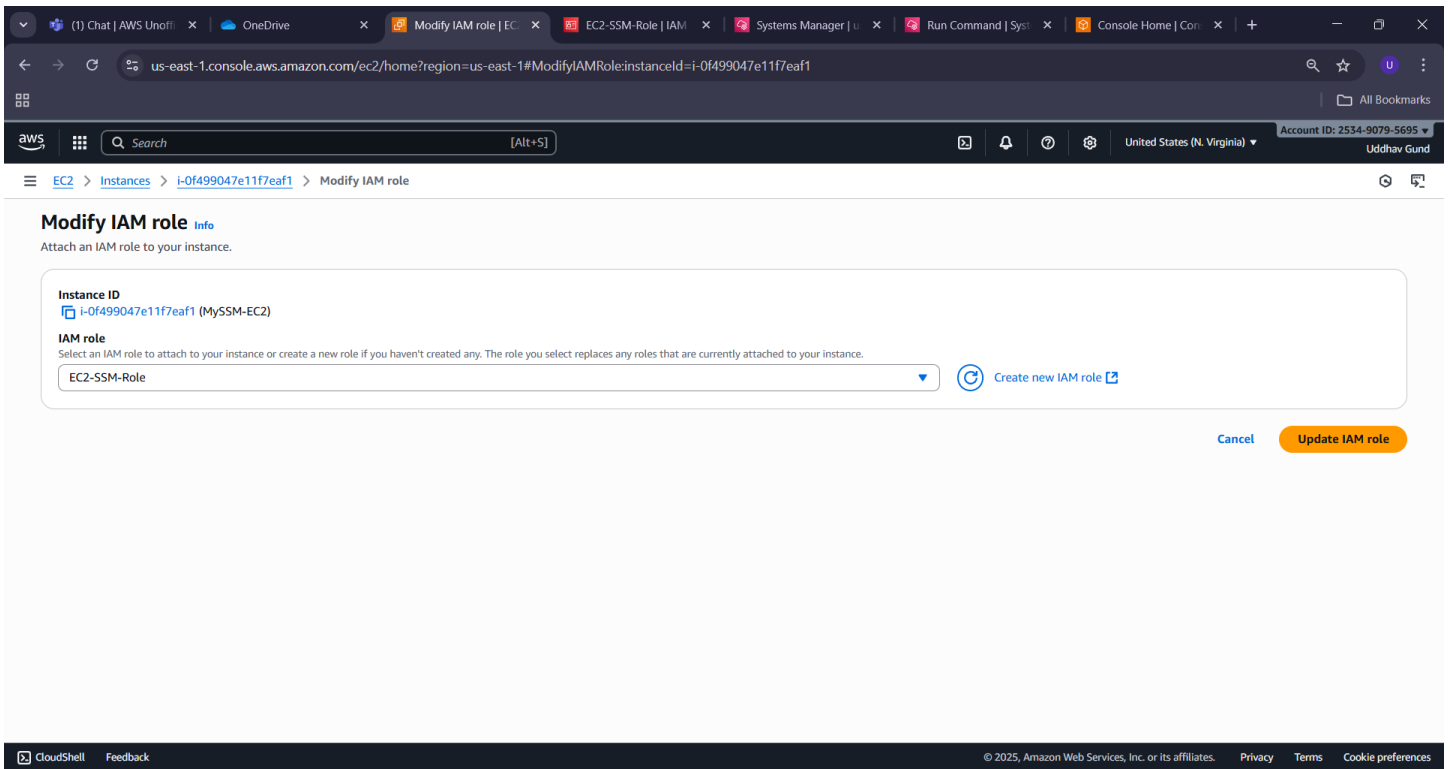 (1) Chat | AWS Unoffi
OneDrive
Modify IAM role | EC
EC2-SSM-Role | IAM
Systems Manager | u
Run Command | Syst
Console Home | Con
us-east-1.console.aws.amazon.com/ec2/home?region=us-east-1#ModifyIAMRole:instanceId=i-0f499047e11f7eaf1
U
All Bookmarks
aws
Search
[Alt+S]
United States (N. Virginia)
Account ID: 2534-9079-5695
Uddhav Gund
EC2 > Instances > i-0f499047e11f7eaf1 > Modify IAM role
Modify IAM role Info
Attach an IAM role to your instance.
Instance ID
i-0f499047e11f7eaf1 (MySSM-EC2)
IAM role
Select an IAM role to attach to your instance or create a new role if you haven't created any. The role you select replaces any roles that are currently attached to your instance.
EC2-SSM-Role
Create new IAM role
Cancel
Update IAM role
CloudShell
Feedback
© 2025, Amazon Web Services, Inc. or its affiliates.
Privacy
Terms
Cookie preferences